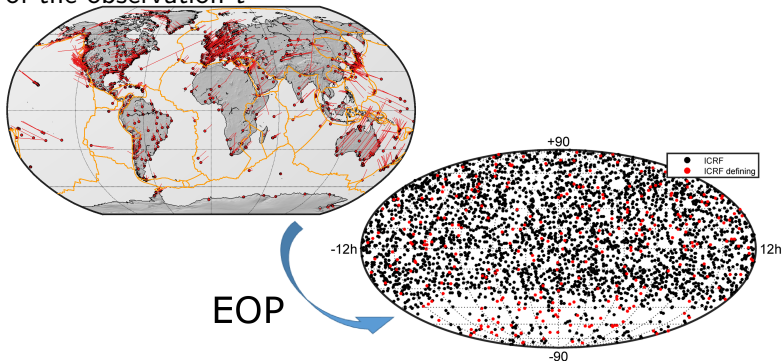 of the observation t
+90
ICRF
ICRF defining
-12h
12h
EOP
-90